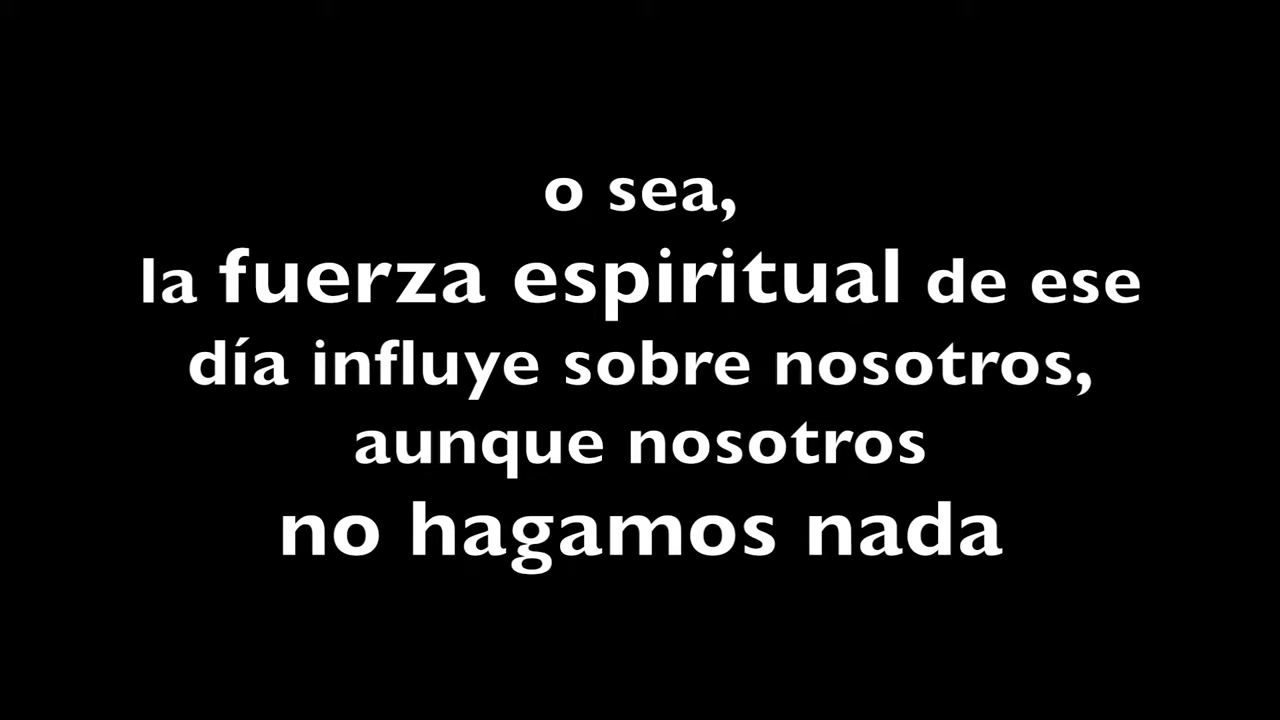 o sea,
la fuerza espiritual de ese
día influye sobre nosotros,
aunque nosotros
no hagamos nada